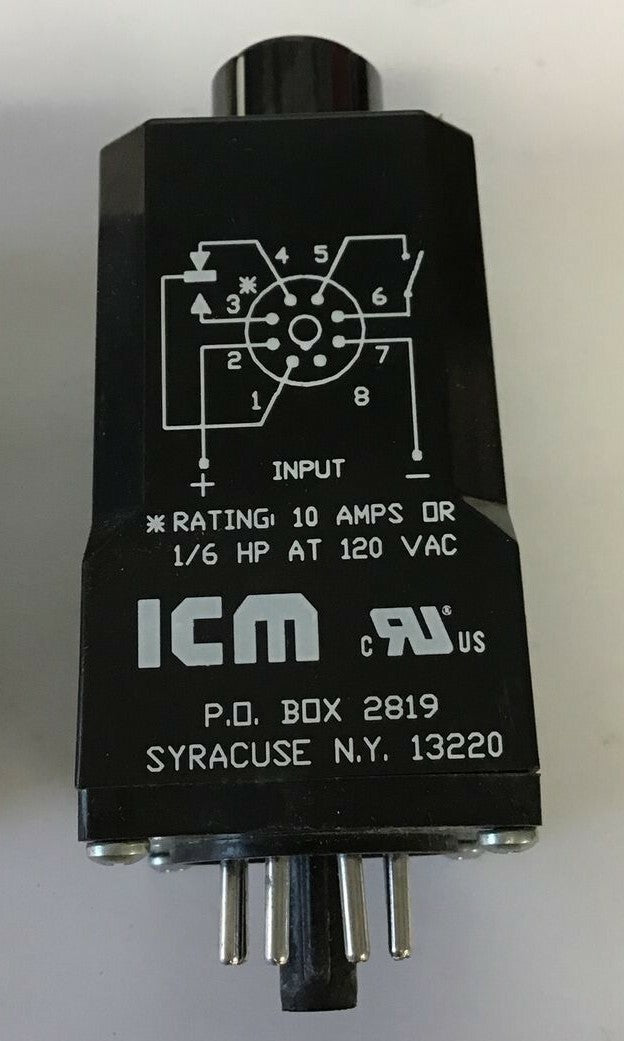 4 5
3 * 6
2 7
1 8
+ INPUT -
*RATING: 10 AMPS OR
1/6 HP AT 120 VAC
ICM c RU ® US
P.O. BOX 2819
SYRACUSE N.Y. 13220